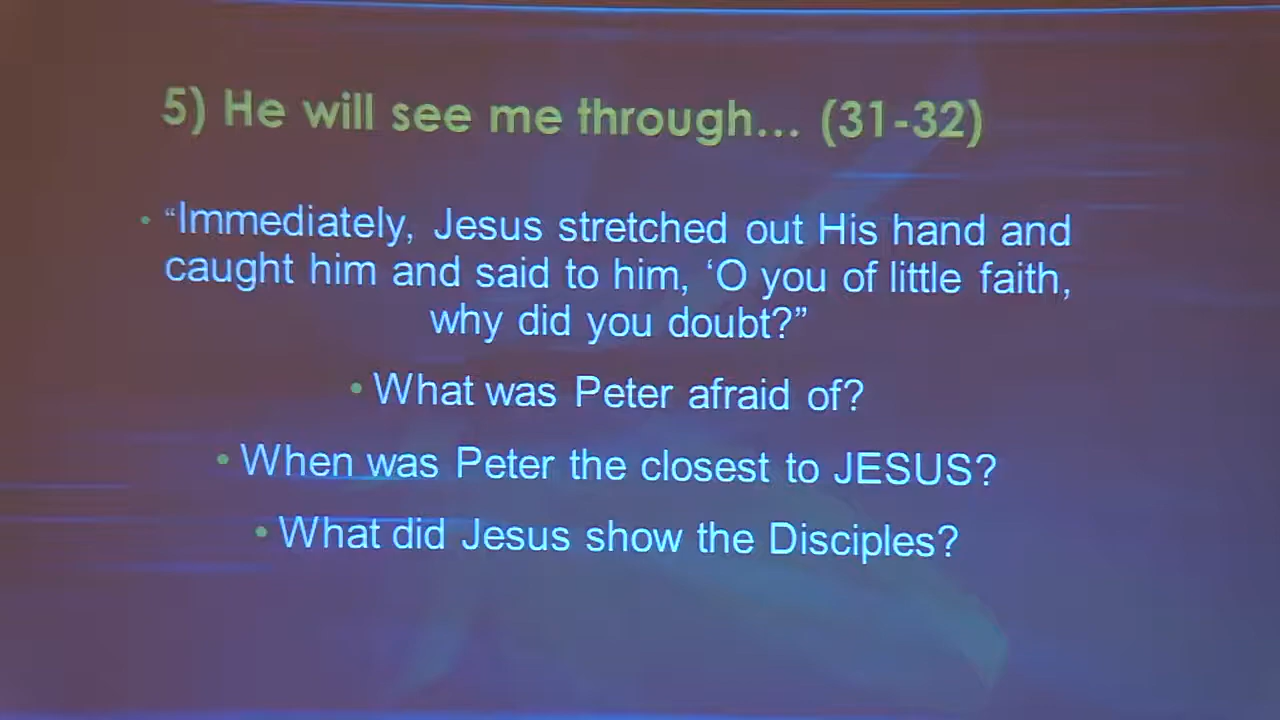 5) He will see me through... (31-32)
• “Immediately, Jesus stretched out His hand and
caught him and said to him, ‘O you of little faith,
why did you doubt?”
• What was Peter afraid of?
• When was Peter the closest to JESUS?
• What did Jesus show the Disciples?